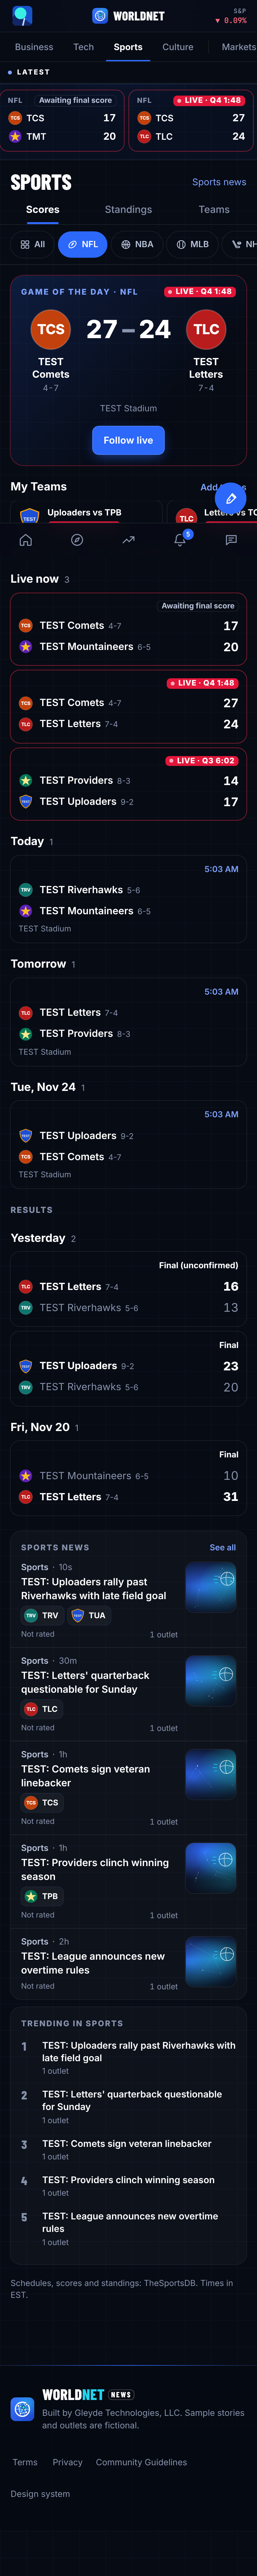 WORLDNET
S&P
▼ 0.09%
Business Tech Sports Culture Markets
LATEST
NFL Awaiting final score
TCS 17
TMT 20
NFL LIVE · Q4 1:48
TCS 27
TLC 24
SPORTS
Sports news
Scores Standings Teams
All NFL NBA MLB NH
GAME OF THE DAY · NFL LIVE · Q4 1:48
TCS 27 – 24 TLC
TEST Comets
4-7
TEST Letters
7-4
TEST Stadium
Follow live
My Teams
Uploaders vs TPB
TEST
TLC
5
Live now 3
Awaiting final score
TCS TEST Comets 4-7 17
TEST Mountaineers 6-5 20
LIVE · Q4 1:48
TCS TEST Comets 4-7 27
TLC TEST Letters 7-4 24
LIVE · Q3 6:02
TEST Providers 8-3 14
TEST Uploaders 9-2 17
Today 1
5:03 AM
TRV TEST Riverhawks 5-6
TEST Mountaineers 6-5
TEST Stadium
Tomorrow 1
5:03 AM
TLC TEST Letters 7-4
TEST Providers 8-3
TEST Stadium
Tue, Nov 24 1
5:03 AM
TEST Uploaders 9-2
TCS TEST Comets 4-7
TEST Stadium
RESULTS
Yesterday 2
Final (unconfirmed)
TLC TEST Letters 7-4 16
TRV TEST Riverhawks 5-6 13
Final
TEST Uploaders 9-2 23
TRV TEST Riverhawks 5-6 20
Fri, Nov 20 1
Final
TEST Mountaineers 6-5 10
TLC TEST Letters 7-4 31
SPORTS NEWS See all
Sports · 10s
TEST: Uploaders rally past
Riverhawks with late field goal
TRV TRV TEST TUA
Not rated 1 outlet
Sports · 30m
TEST: Letters' quarterback
questionable for Sunday
TLC TLC
Not rated 1 outlet
Sports · 1h
TEST: Comets sign veteran
linebacker
TCS TCS
Not rated 1 outlet
Sports · 1h
TEST: Providers clinch winning
season
TPB
Not rated 1 outlet
Sports · 2h
TEST: League announces new
overtime rules
Not rated 1 outlet
TRENDING IN SPORTS
1 TEST: Uploaders rally past Riverhawks with
late field goal
1 outlet
2 TEST: Letters' quarterback questionable
for Sunday
1 outlet
3 TEST: Comets sign veteran linebacker
1 outlet
4 TEST: Providers clinch winning season
1 outlet
5 TEST: League announces new overtime
rules
1 outlet
Schedules, scores and standings: TheSportsDB. Times in
EST.
WORLDNET NEWS
Built by Gleyde Technologies, LLC. Sample stories
and outlets are fictional.
Terms Privacy Community Guidelines
Design system